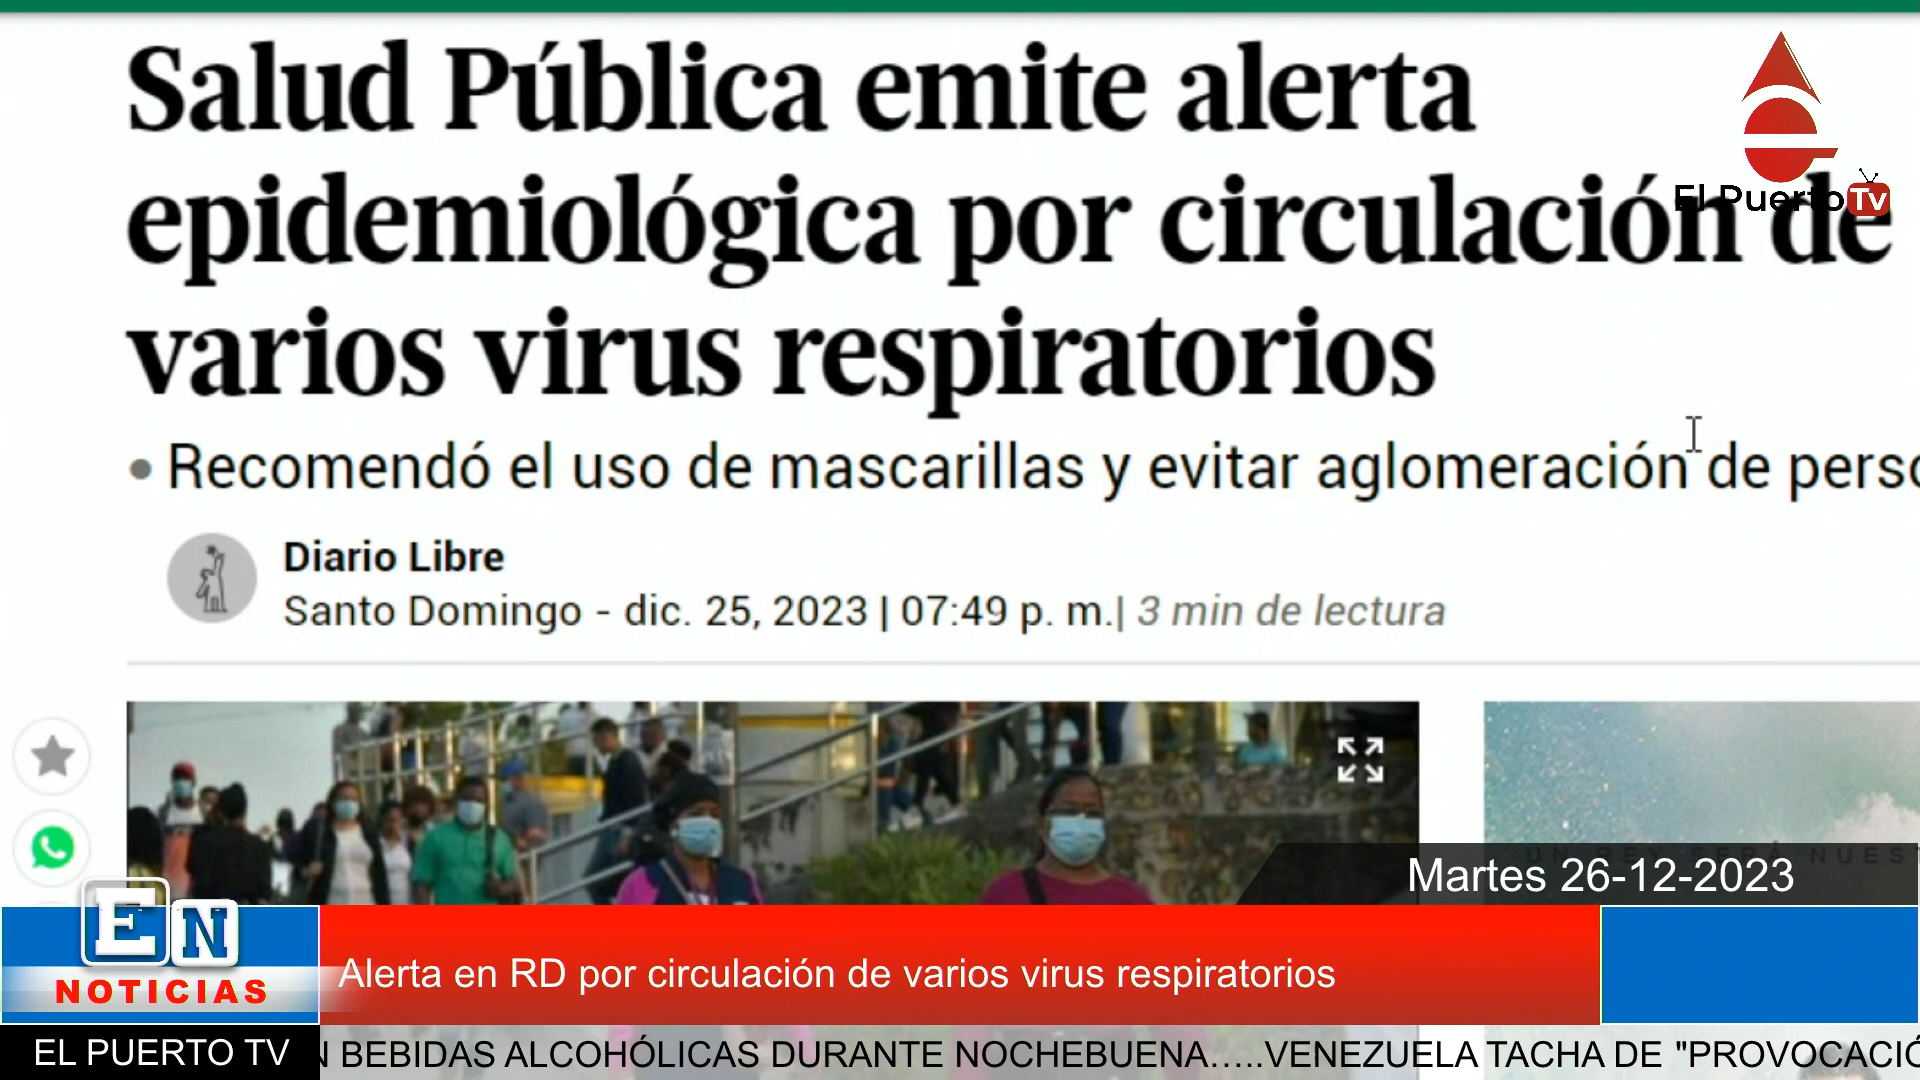 Salud Pública emite alerta
epidemiológica por circulación de
varios virus respiratorios
El Puerto Tv
• Recomendó el uso de mascarillas y evitar aglomeración de perso
Diario Libre
Santo Domingo - dic. 25, 2023 | 07:49 p. m.| 3 min de lectura
Martes 26-12-2023
EN
NOTICIAS
Alerta en RD por circulación de varios virus respiratorios
EL PUERTO TV
N BEBIDAS ALCOHÓLICAS DURANTE NOCHEBUENA…..VENEZUELA TACHA DE "PROVOCACIÓ